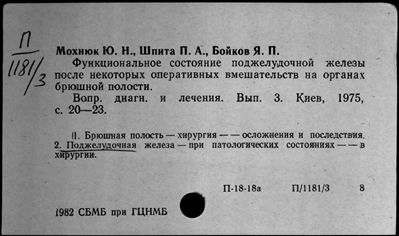 П
1181/3
Мохнюк Ю. Н., Шпита П. А., Бойков Я. П.
Функциональное состояние поджелудочной железы
после некоторых оперативных вмешательств на органах
брюшной полости.
Вопр. диагн. и лечения. Вып. 3. Киев, 1975,
с. 20—23.
1. Брюшная полость — хирургия — — осложнения и последствия.
2. Поджелудочная железа — при патологических состояниях — — в
хирургии.
П-18-18а П/1181/3 8
1982 СБМБ при ГЦНМБ